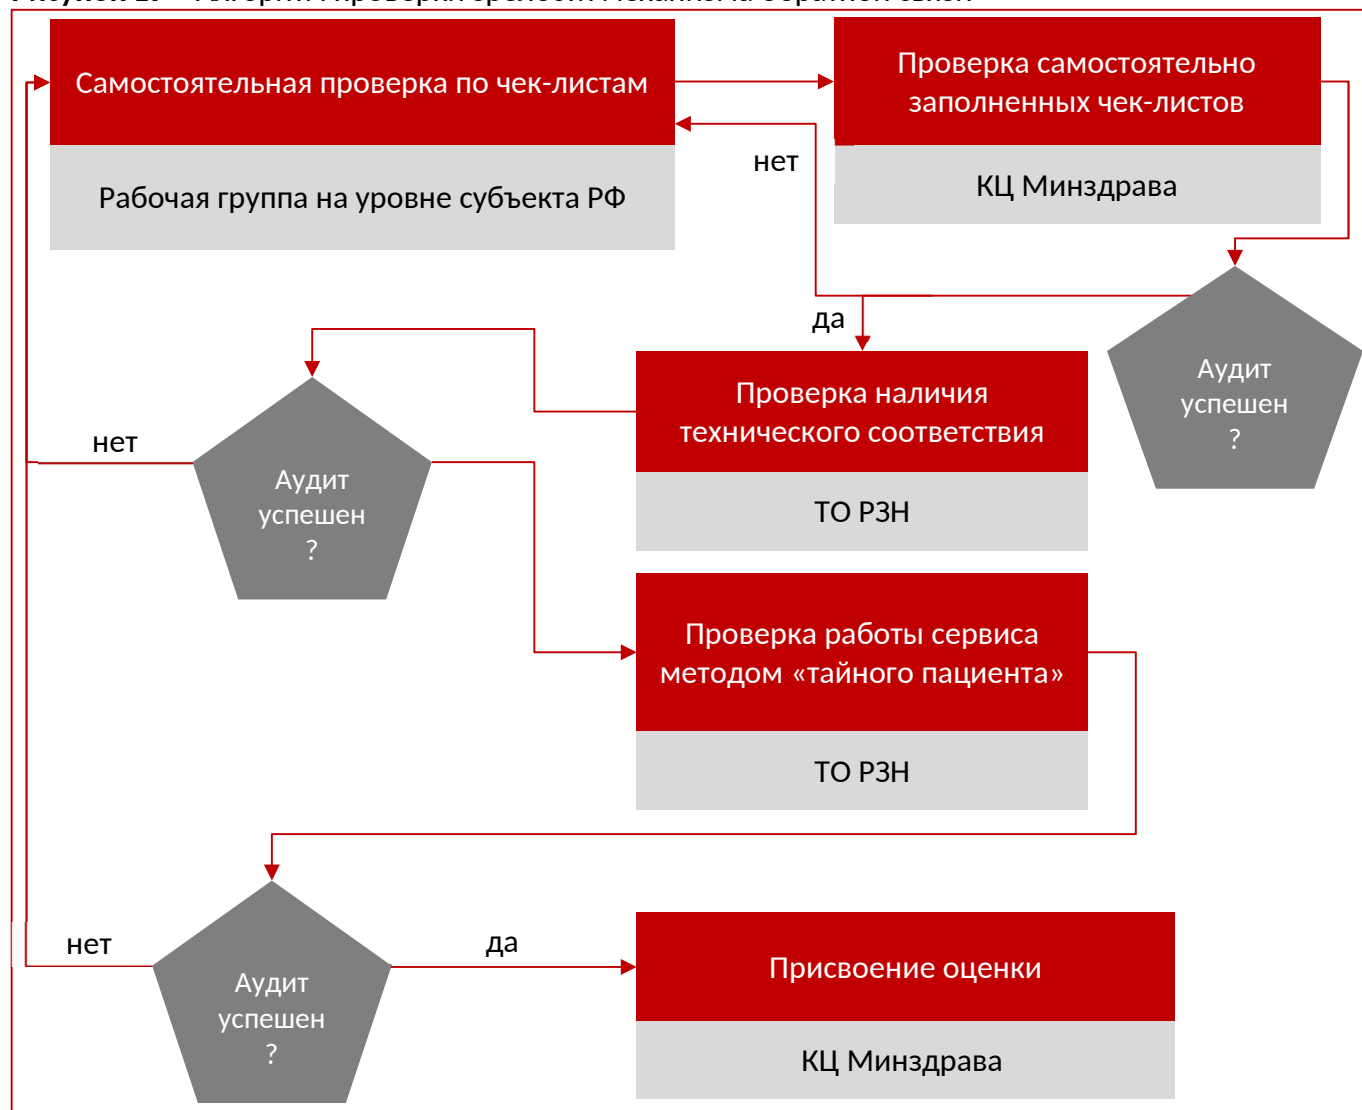 Самостоятельная проверка по чек-листам
Рабочая группа на уровне субъекта РФ
Проверка самостоятельно
заполненных чек-листов
КЦ Минздрава
нет
Аудит
успешен
?
да
Проверка наличия
технического соответствия
ТО РЗН
нет
Аудит
успешен
?
Проверка работы сервиса
методом «тайного пациента»
ТО РЗН
нет
Аудит
успешен
?
да
Присвоение оценки
КЦ Минздрава